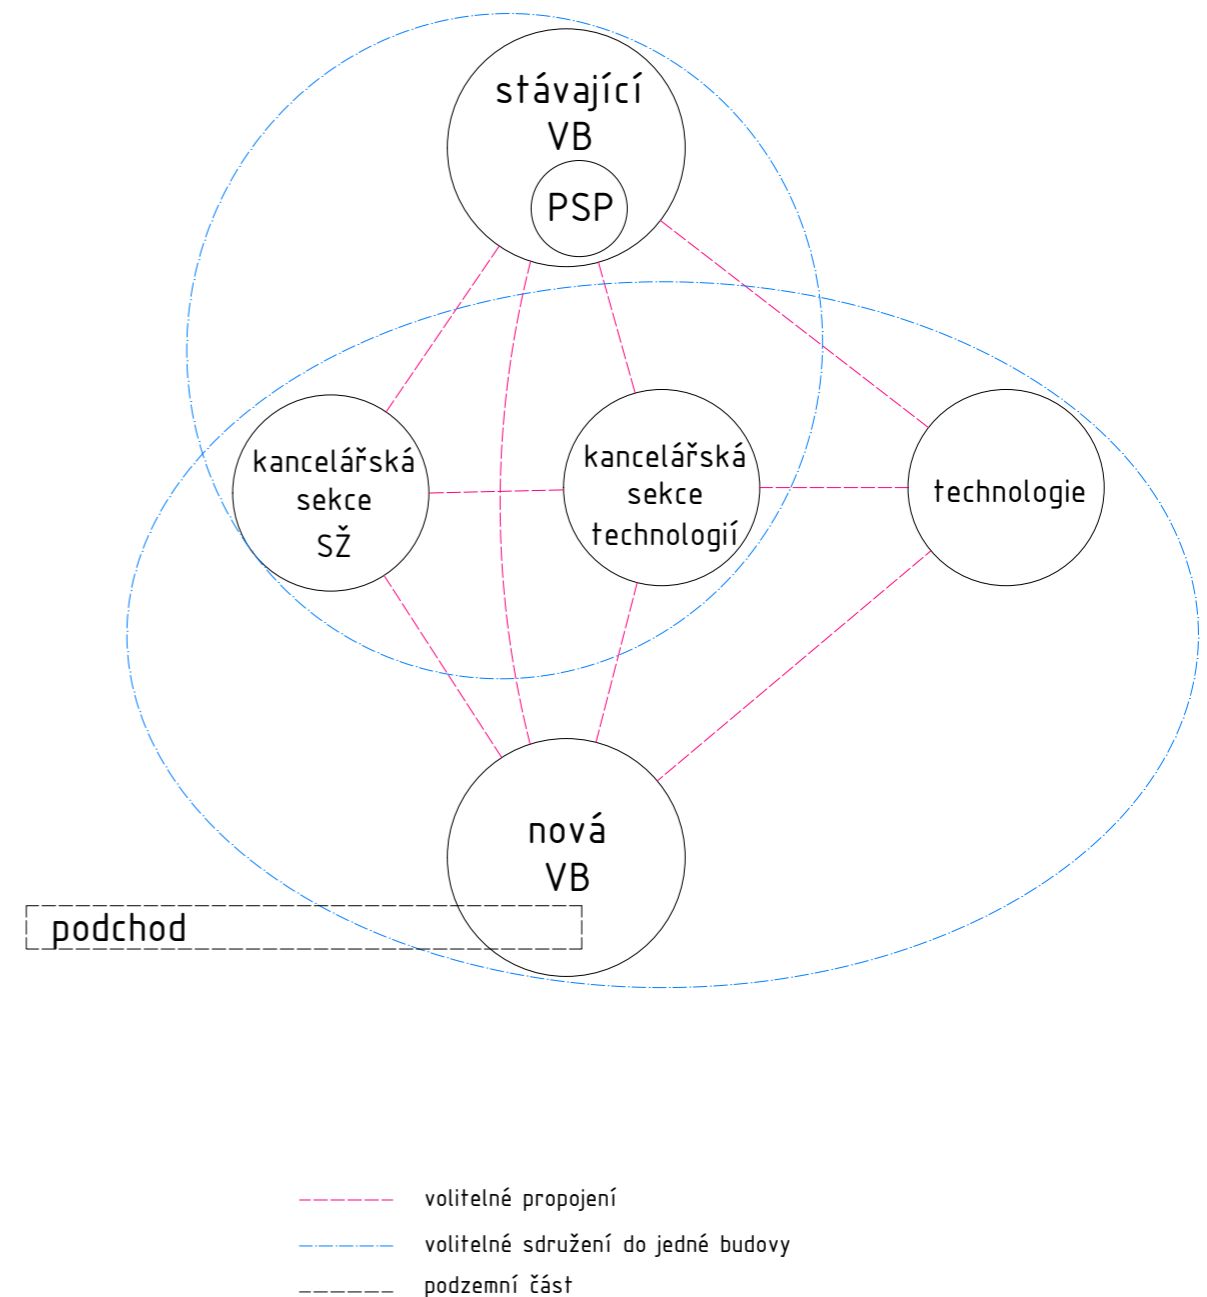 stávající
VB
PSP
kancelářská
sekce
SŽ
kancelářská
sekce
technologií
technologie
nová
VB
podchod
volitelné propojení
volitelné sdružení do jedné budovy
podzemní část